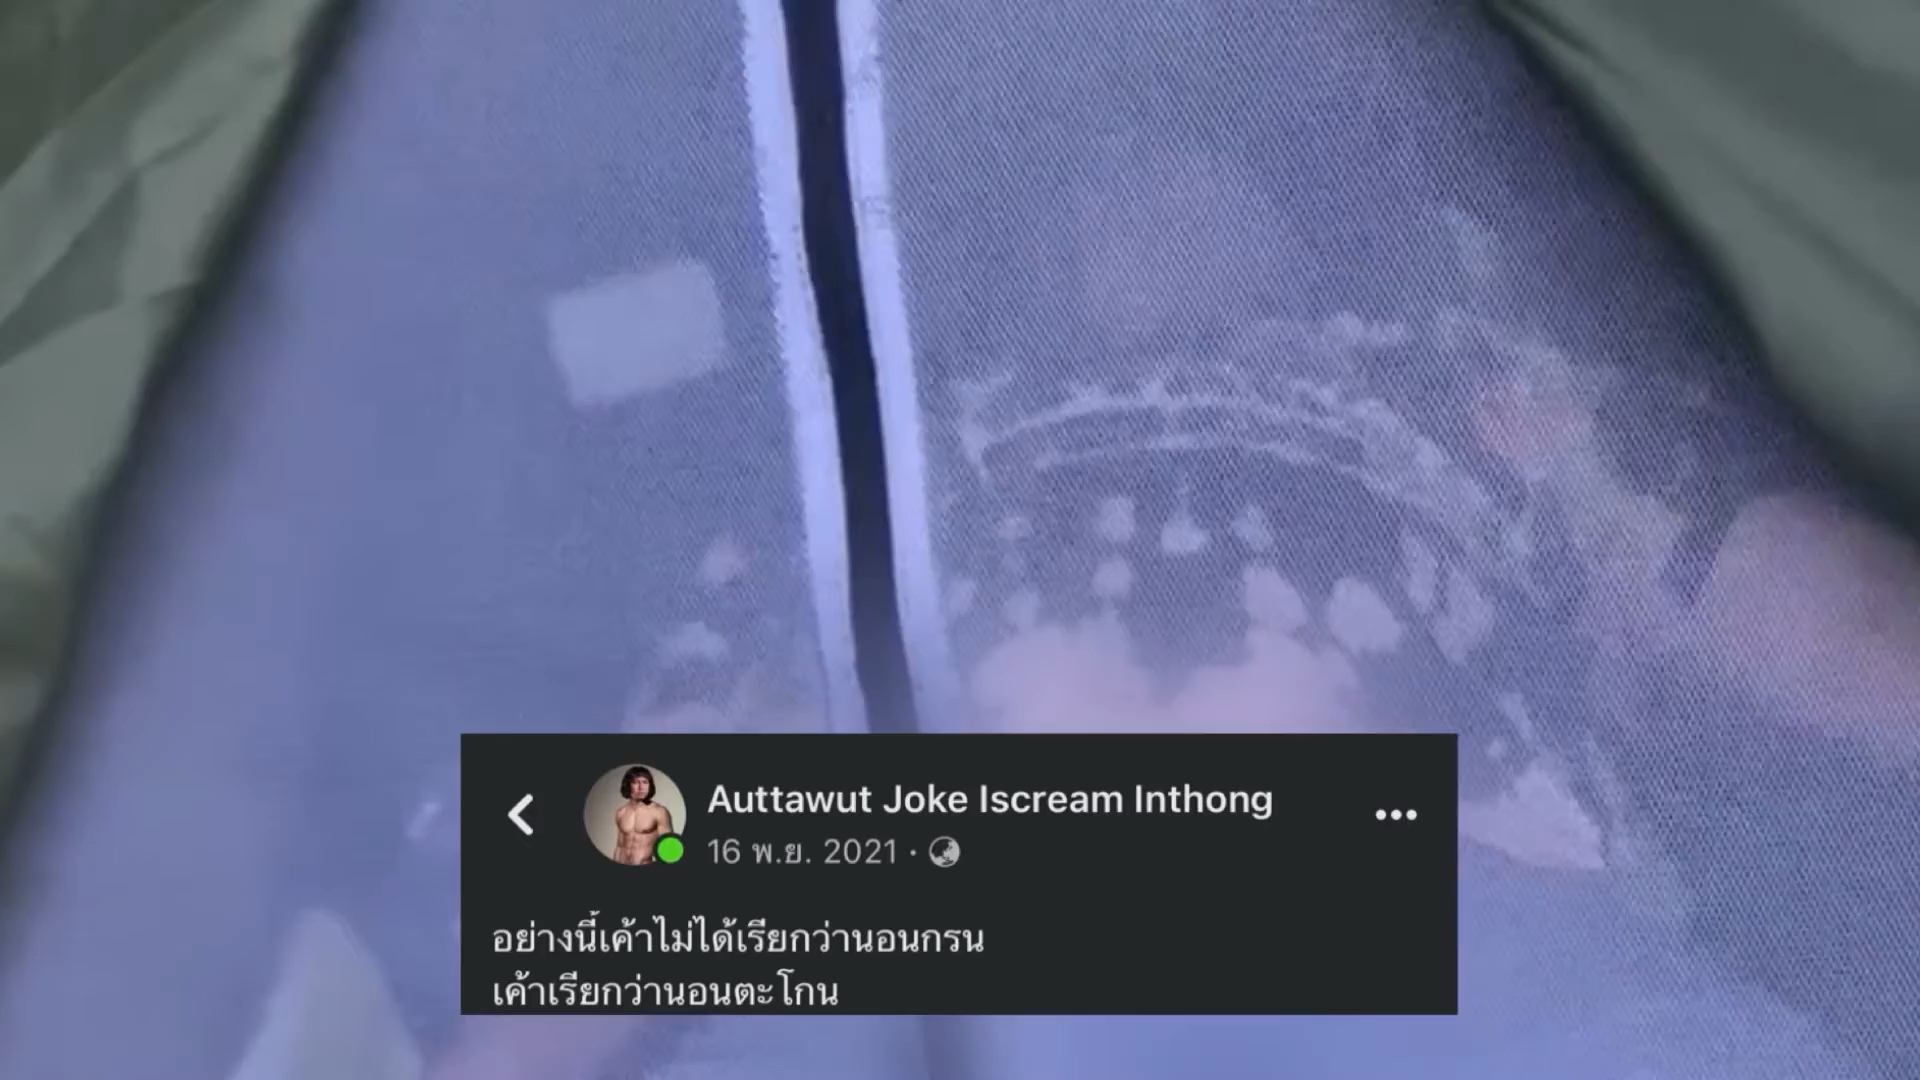 Auttawut Joke Iscream Inthong
16 พ.ย. 2021
อย่างนี้เค้าไม่ได้เรียกว่านอนกรน
เค้าเรียกว่านอนตะโกน